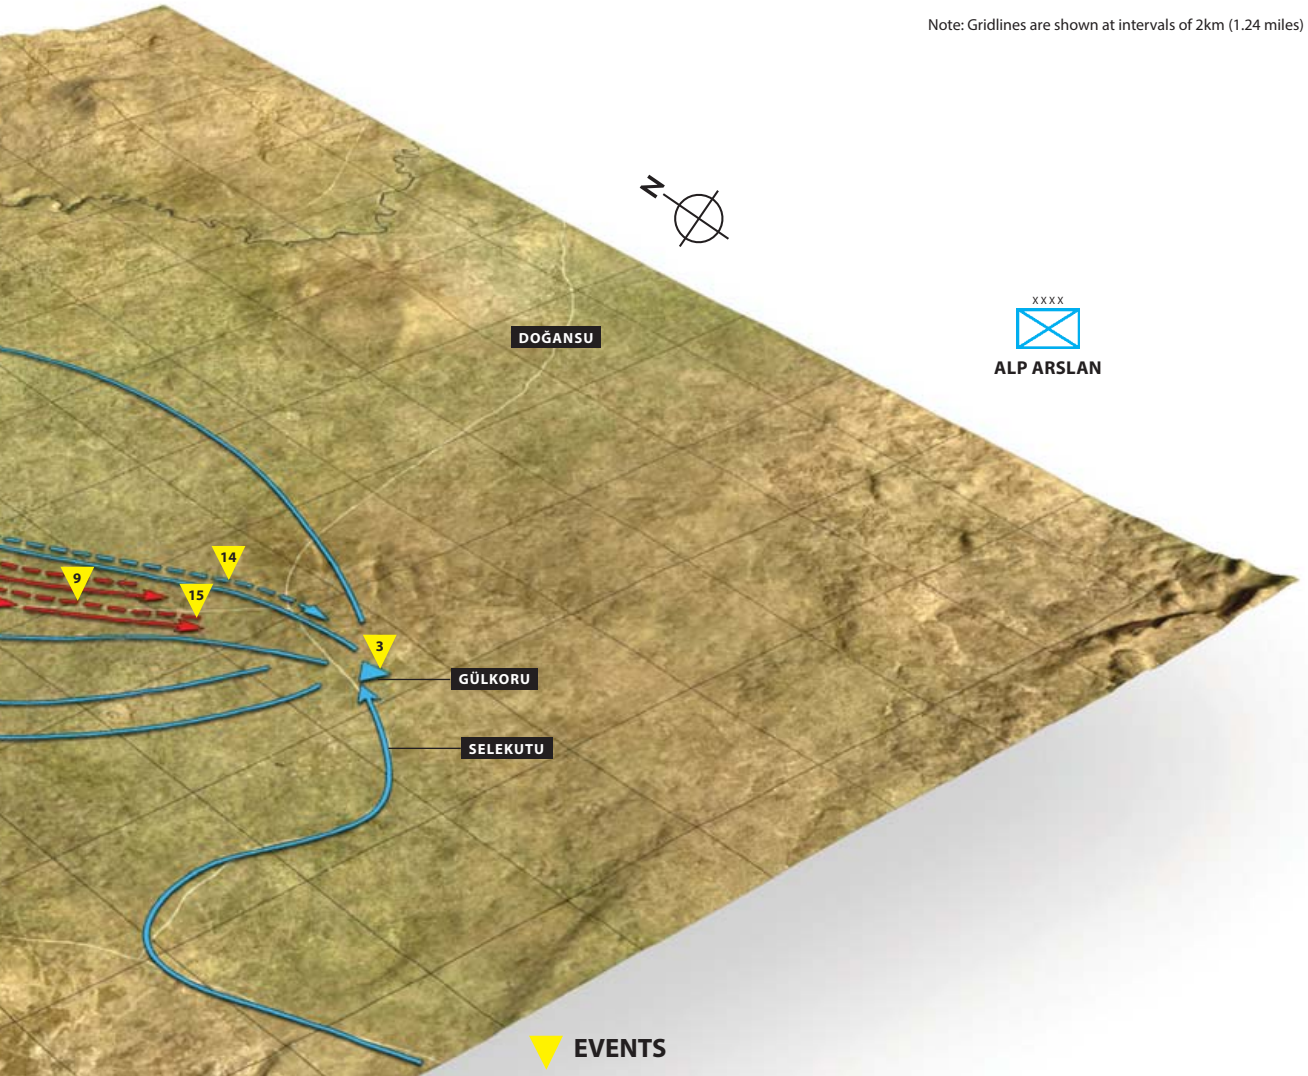 Note: Gridlines are shown at intervals of 2km (1.24 miles)
N
xxxx
ALP ARSLAN
DOĞANSU
14
9
15
3
GÜLKORU
SELEKUTU
EVENTS